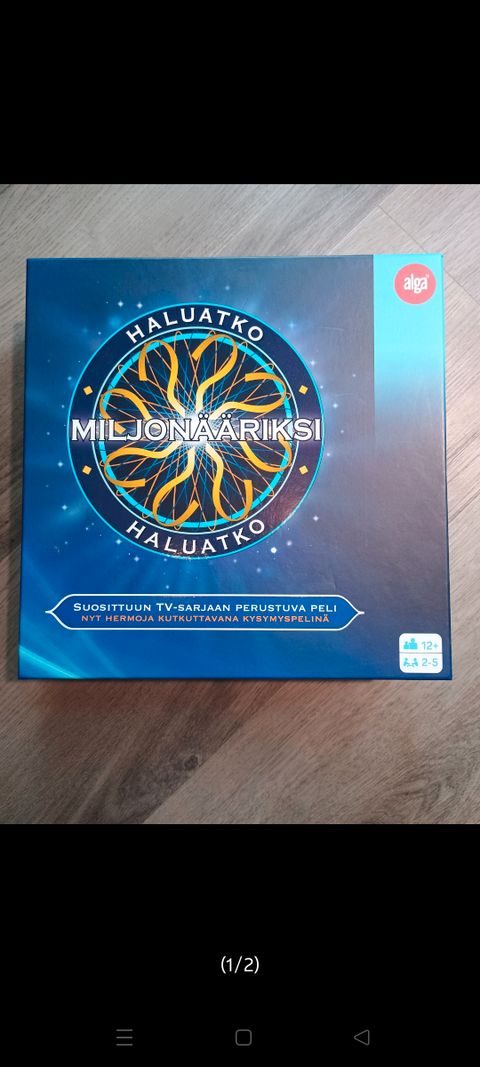 alga
HALUATKO
MILJONÄÄRIKSI
HALUATKO
SUOSITTUUN TV-SARJAAN PERUSTUVA PELI
NYT HERMOJA KUTKUTTAVANA KYSYMYSPELINÄ
12+
2-5
(1/2)